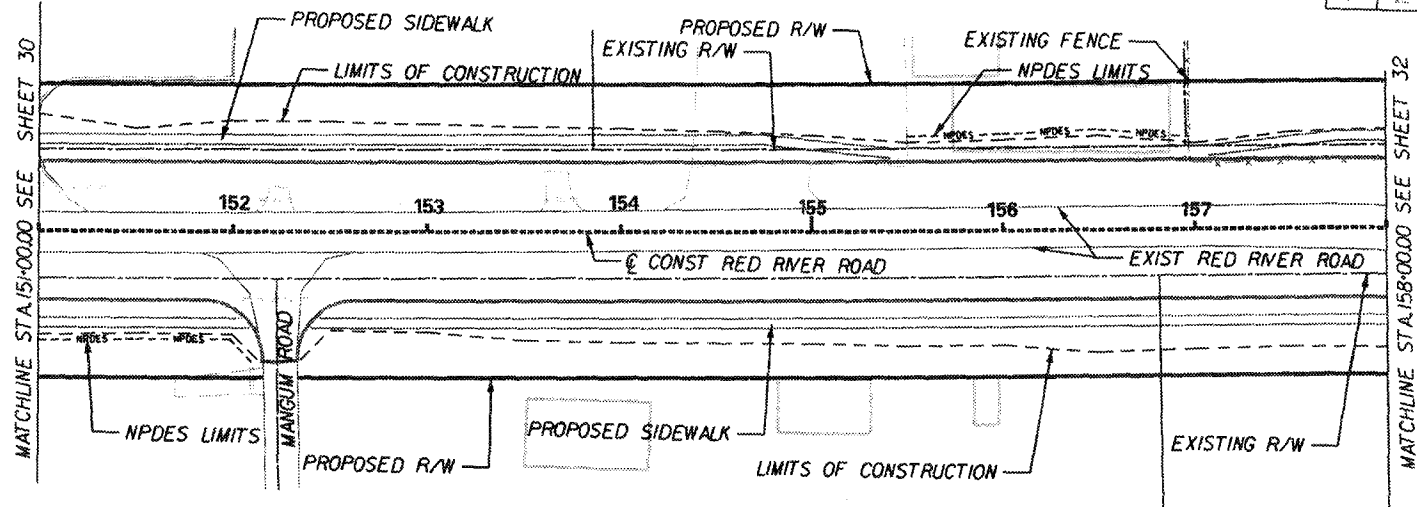 PROPOSED SIDEWALK
PROPOSED R/W
EXISTING R/W
EXISTING FENCE
LIMITS OF CONSTRUCTION
NPDES LIMITS
MATCHLINE STA.151+00.00 SEE SHEET 30
NPDES NPDES NPDES
152 153 154 155 156 157
℄ CONST RED RIVER ROAD
EXIST RED RIVER ROAD
MANGUM ROAD
NPDES NPDES
NPDES LIMITS
PROPOSED R/W
PROPOSED SIDEWALK
LIMITS OF CONSTRUCTION
EXISTING R/W
MATCHLINE STA.158+00.00 SEE SHEET 32